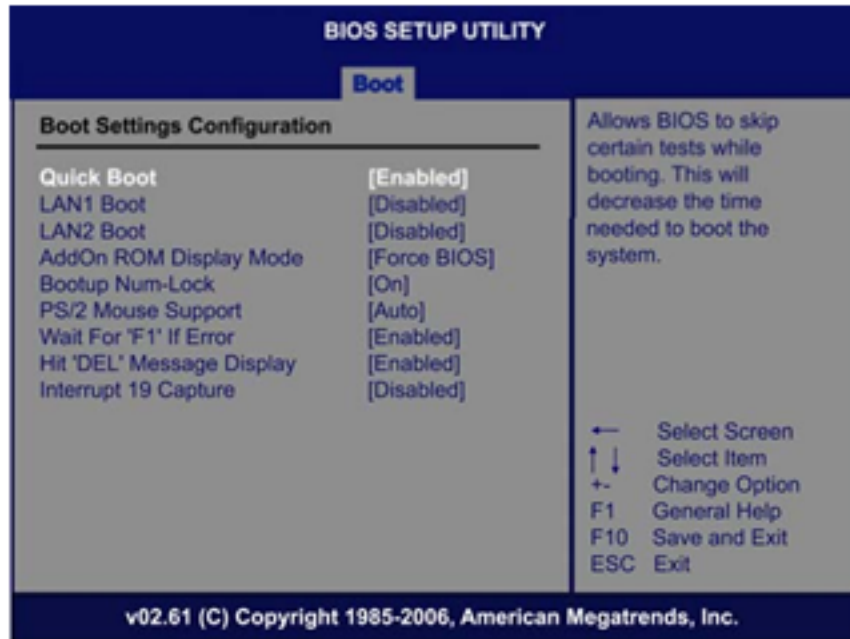 BIOS SETUP UTILITY
Boot
Boot Settings Configuration
Quick Boot [Enabled]
LAN1 Boot [Disabled]
LAN2 Boot [Disabled]
AddOn ROM Display Mode [Force BIOS]
Bootup Num-Lock [On]
PS/2 Mouse Support [Auto]
Wait For 'F1' If Error [Enabled]
Hit 'DEL' Message Display [Enabled]
Interrupt 19 Capture [Disabled]
Allows BIOS to skip
certain tests while
booting. This will
decrease the time
needed to boot the
system.
← Select Screen
↑ ↓ Select Item
+- Change Option
F1 General Help
F10 Save and Exit
ESC Exit
v02.61 (C) Copyright 1985-2006, American Megatrends, Inc.